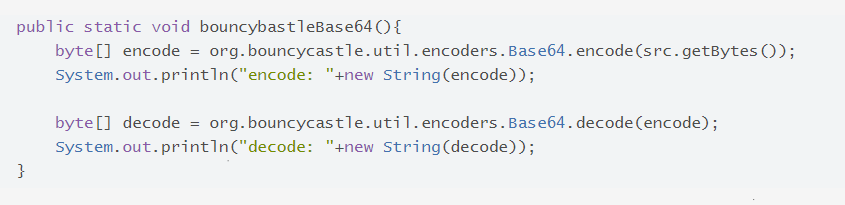 public static void bouncybastleBase64(){
byte[] encode = org.bouncycastle.util.encoders.Base64.encode(src.getBytes());
System.out.println("encode: "+new String(encode));
byte[] decode = org.bouncycastle.util.encoders.Base64.decode(encode);
System.out.println("decode: "+new String(decode));
}